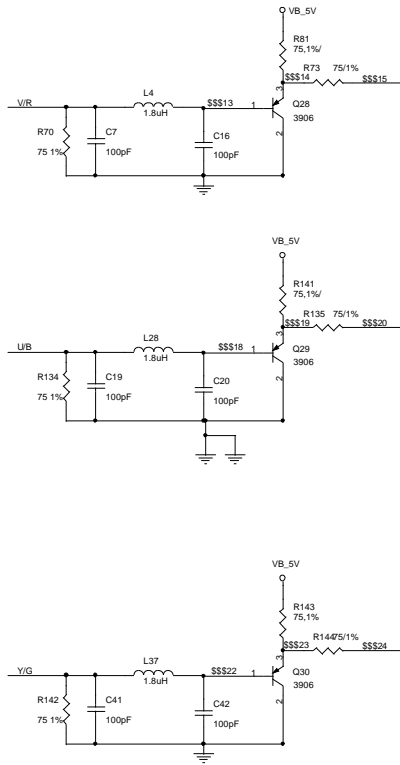 VB_5V
R81
75,1%/
R73 75/1%
$$$14
$$$15
3
V/R
L4
1.8uH
$$$13
1
Q28
3906
2
R70
75 1%
C7
100pF
C16
100pF
VB_5V
R141
75,1%/
R135 75/1%
$$$19
$$$20
3
U/B
L28
1.8uH
$$$18
1
Q29
3906
2
R134
75 1%
C19
100pF
C20
100pF
VB_5V
R143
75,1%
R144 75/1%
$$$23
$$$24
3
Y/G
L37
1.8uH
$$$22
1
Q30
3906
2
R142
75 1%
C41
100pF
C42
100pF